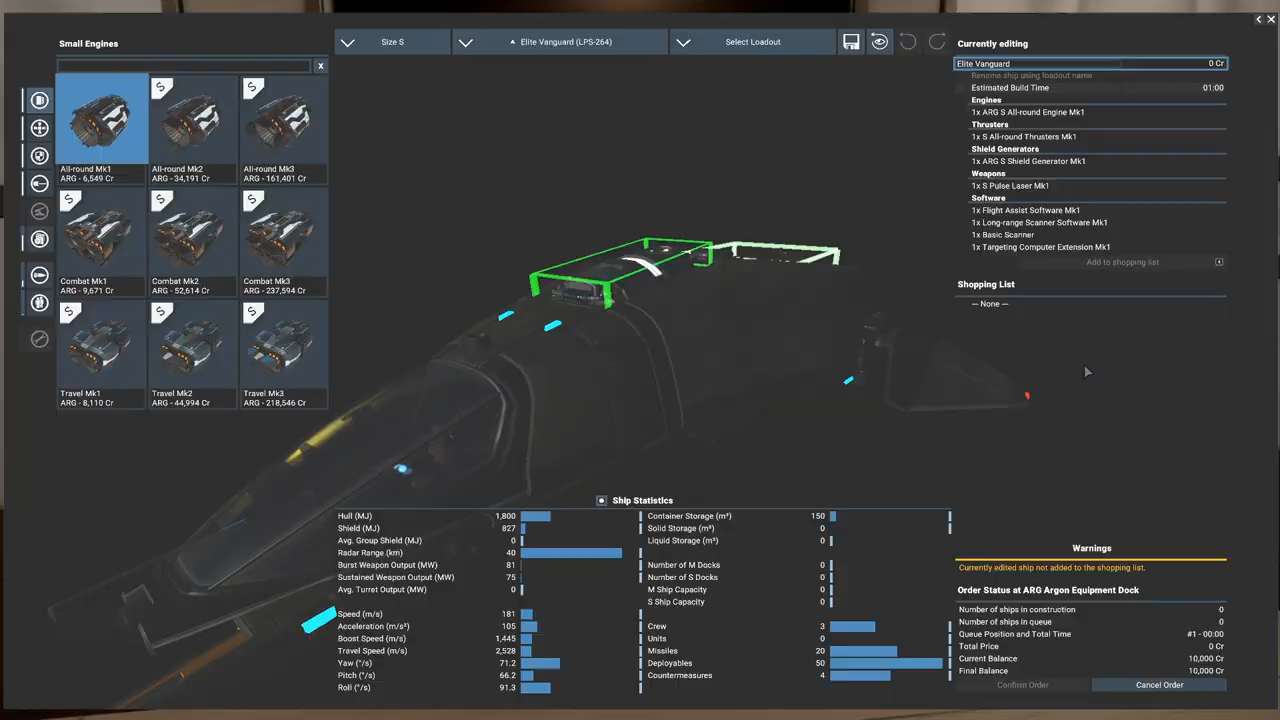 Small Engines
Size S
Elite Vanguard (LPS-264)
Select Loadout
x
All-round Mk1
ARG - 6,549 Cr
S
All-round Mk2
ARG - 34,191 Cr
S
All-round Mk3
ARG - 161,401 Cr
S
Combat Mk1
ARG - 9,671 Cr
S
Combat Mk2
ARG - 52,614 Cr
S
Combat Mk3
ARG - 237,594 Cr
S
Travel Mk1
ARG - 8,110 Cr
S
Travel Mk2
ARG - 44,994 Cr
S
Travel Mk3
ARG - 218,546 Cr
Currently editing
Elite Vanguard 0 Cr
Rename ship using loadout name
Estimated Build Time 01:00
Engines
1x ARG S All-round Engine Mk1
Thrusters
1x S All-round Thrusters Mk1
Shield Generators
1x ARG S Shield Generator Mk1
Weapons
1x S Pulse Laser Mk1
Software
1x Flight Assist Software Mk1
1x Long-range Scanner Software Mk1
1x Basic Scanner
1x Targeting Computer Extension Mk1
Add to shopping list
Shopping List
— None —
Ship Statistics
Hull (MJ) 1,800
Shield (MJ) 827
Avg. Group Shield (MJ) 0
Radar Range (km) 40
Burst Weapon Output (MW) 81
Sustained Weapon Output (MW) 75
Avg. Turret Output (MW) 0
Speed (m/s) 181
Acceleration (m/s²) 105
Boost Speed (m/s) 1,445
Travel Speed (m/s) 2,528
Yaw (°/s) 71.2
Pitch (°/s) 66.2
Roll (°/s) 91.3
Container Storage (m³) 150
Solid Storage (m³) 0
Liquid Storage (m³) 0
Number of M Docks 0
Number of S Docks 0
M Ship Capacity 0
S Ship Capacity 0
Crew 3
Units 0
Missiles 20
Deployables 50
Countermeasures 4
Warnings
Currently edited ship not added to the shopping list.
Order Status at ARG Argon Equipment Dock
Number of ships in construction 0
Number of ships in queue 0
Queue Position and Total Time #1 - 00:00
Total Price 0 Cr
Current Balance 10,000 Cr
Final Balance 10,000 Cr
Confirm Order
Cancel Order